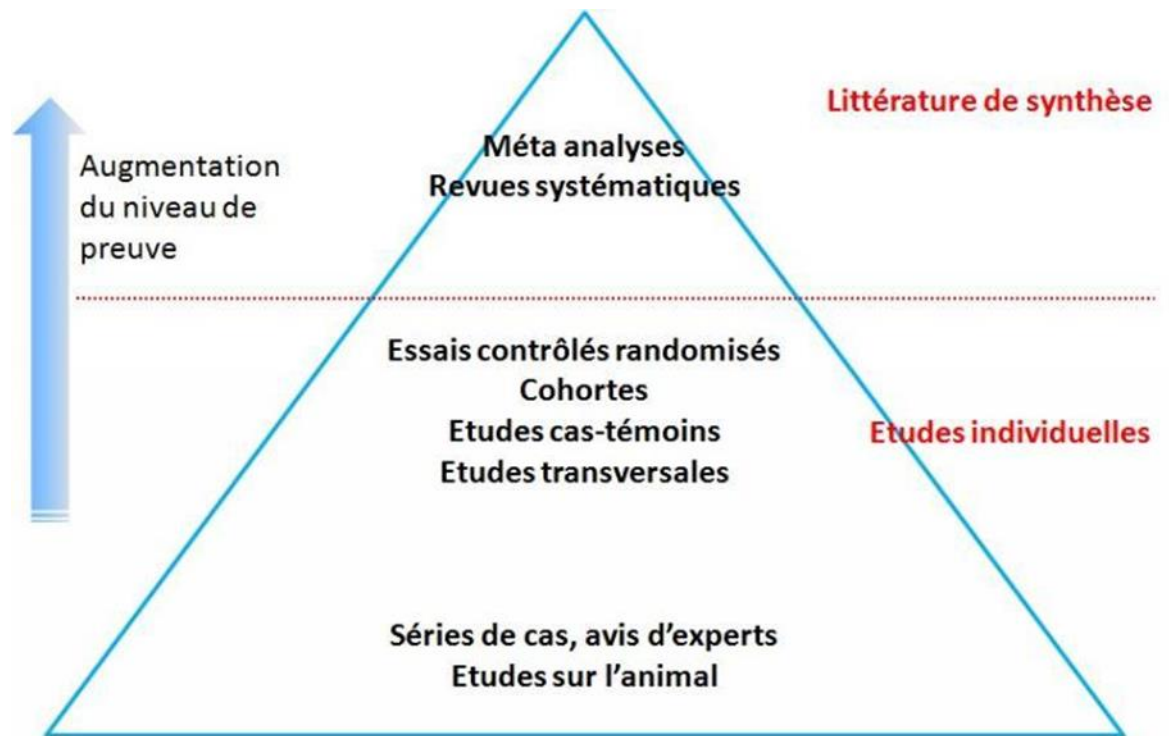 Littérature de synthèse
Méta analyses
Revues systématiques
Augmentation
du niveau de
preuve
Essais contrôlés randomisés
Cohortes
Etudes cas-témoins
Etudes transversales
Etudes individuelles
Séries de cas, avis d’experts
Etudes sur l’animal